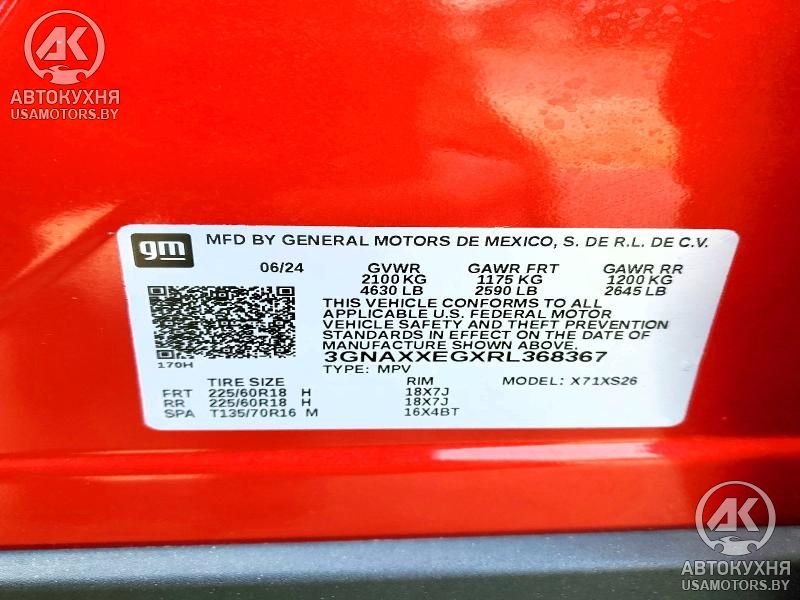 AK
АВТОКУХНЯ
USAMOTORS.BY
gm MFD BY GENERAL MOTORS DE MEXICO, S. DE R.L. DE C.V.
06/24 GVWR GAWR FRT GAWR RR
2100 KG 1175 KG 1200 KG
4630 LB 2590 LB 2645 LB
THIS VEHICLE CONFORMS TO ALL
APPLICABLE U.S. FEDERAL MOTOR
VEHICLE SAFETY AND THEFT PREVENTION
STANDARDS IN EFFECT ON THE DATE OF
MANUFACTURE SHOWN ABOVE.
170H 3GNAXXEGXRL368367
TYPE: MPV
TIRE SIZE RIM MODEL: X71XS26
FRT 225/60R18 H 18X7J
RR 225/60R18 H 18X7J
SPA T135/70R16 M 16X4BT
AK
АВТОКУХНЯ
USAMOTORS.BY